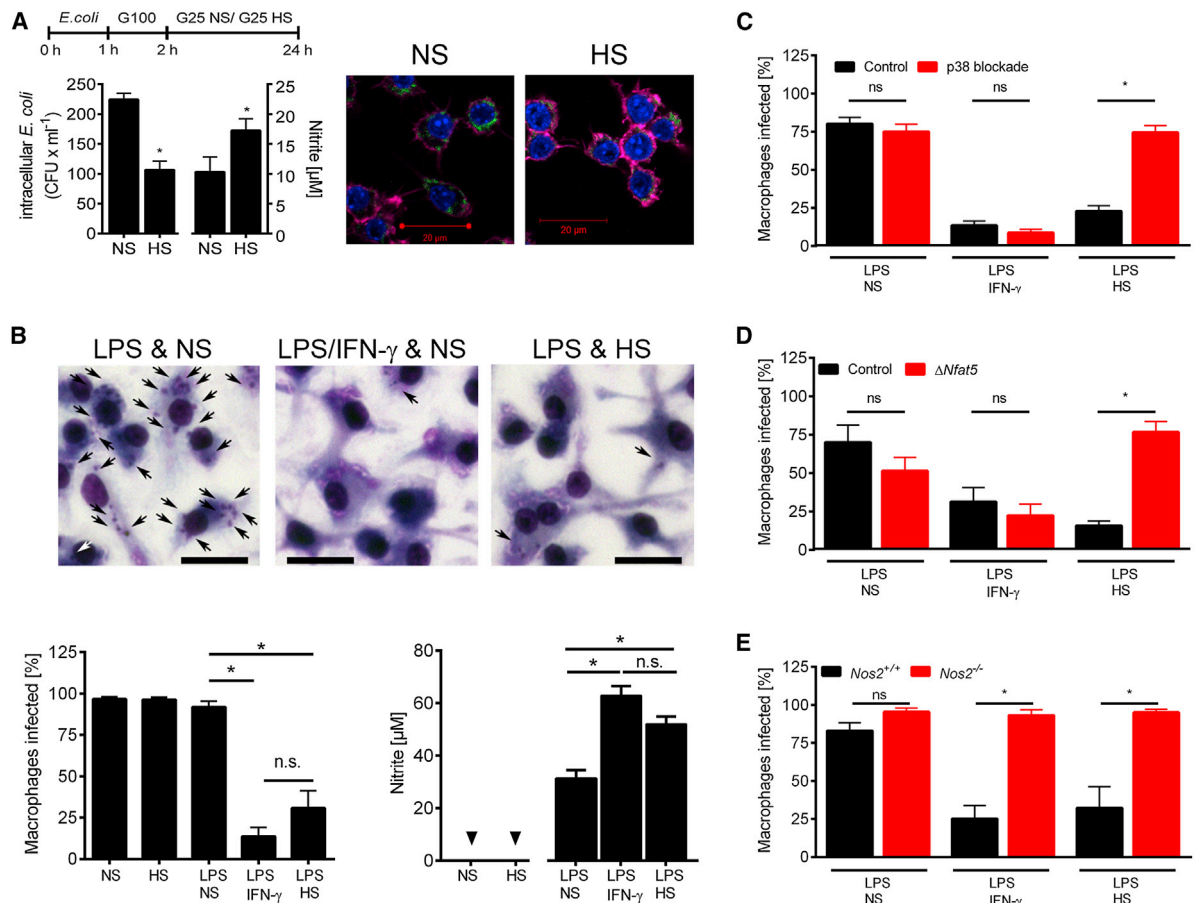 A
E.coli G100 G25 NS/ G25 HS
0 h 1 h 2 h 24 h
intracellular E. coli
(CFU x ml-1)
250
200
150
100
50
0
NS HS
*
NS HS
*
25
20
15
10
5
0
Nitrite [µM]
NS
20 µm
HS
20 µm
B
LPS & NS
LPS/IFN-γ & NS
LPS & HS
Macrophages infected [%]
125
100
75
50
25
0
*
*
n.s.
NS HS LPS LPS LPS
NS IFN-γ HS
Nitrite [µM]
80
60
40
20
0
*
* n.s.
NS HS LPS LPS LPS
NS IFN-γ HS
C
Macrophages infected [%]
125
100
75
50
25
0
Control p38 blockade
ns ns *
LPS LPS LPS
NS IFN-γ HS
D
Macrophages infected [%]
125
100
75
50
25
0
Control ΔNfat5
ns ns *
LPS LPS LPS
NS IFN-γ HS
E
Macrophages infected [%]
125
100
75
50
25
0
Nos2+/+ Nos2-/-
ns * *
LPS LPS LPS
NS IFN-γ HS